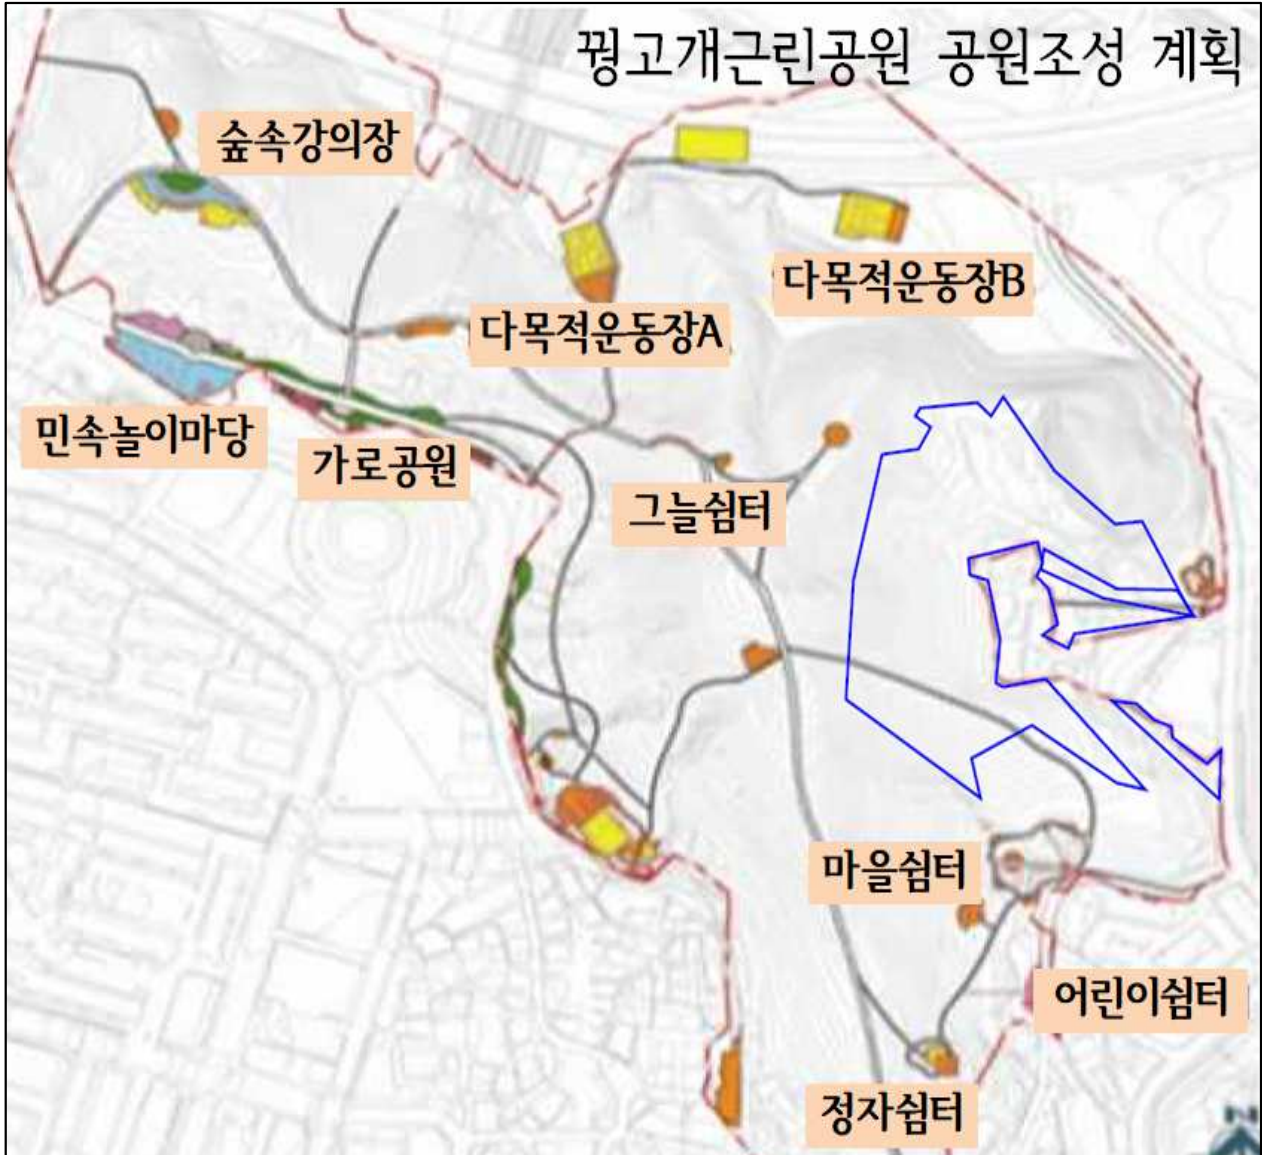 꿩고개근린공원 공원조성 계획
숲속강의장
다목적운동장B
다목적운동장A
민속놀이마당
가로공원
그늘쉼터
마을쉼터
어린이쉼터
정자쉼터